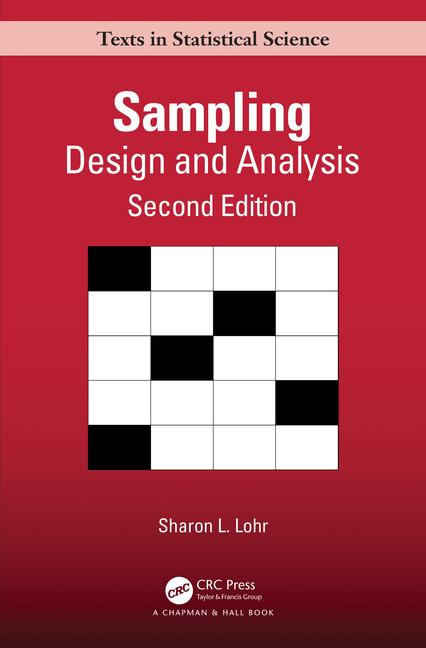 Texts in Statistical Science
Sampling
Design and Analysis
Second Edition
Sharon L. Lohr
CRC
CRC Press
Taylor & Francis Group
A CHAPMAN & HALL BOOK